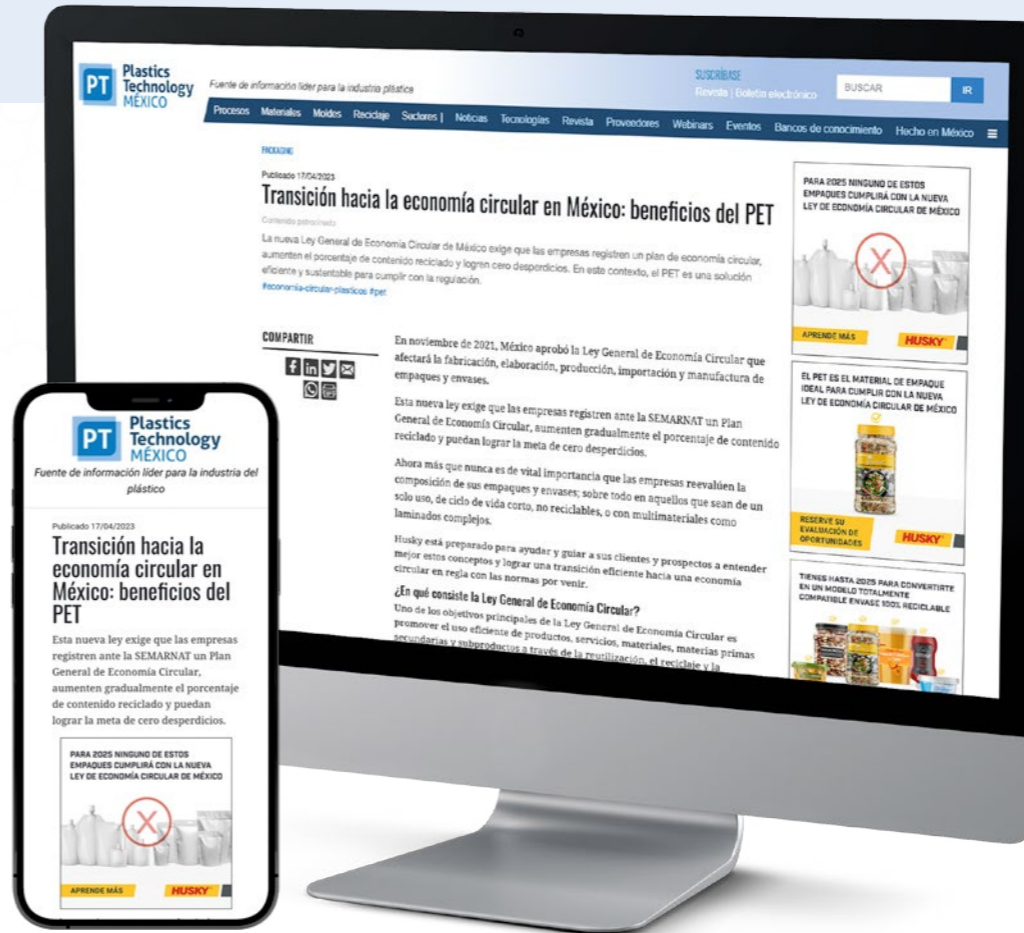 PT
Plastics
Technology
MÉXICO
Fuente de información líder para la industria plástica
SUSCRÍBASE
Revista | Boletín electrónico
BUSCAR
IR
Procesos Materiales Moldes Reciclaje Sectores | Noticias Tecnologías Revista Proveedores Webinars Eventos Bancos de conocimiento Hecho en México
PACKAGING
Publicado 17/04/2023
Transición hacia la economía circular en México: beneficios del PET
Contenido patrocinado
La nueva Ley General de Economía Circular de México exige que las empresas registren un plan de economía circular,
aumenten el porcentaje de contenido reciclado y logren cero desperdicios. En este contexto, el PET es una solución
eficiente y sustentable para cumplir con la regulación.
#economia-circular-plasticos #pet
COMPARTIR
En noviembre de 2021, México aprobó la Ley General de Economía Circular que
afectará la fabricación, elaboración, producción, importación y manufactura de
empaques y envases.
Esta nueva ley exige que las empresas registren ante la SEMARNAT un Plan
General de Economía Circular, aumenten gradualmente el porcentaje de contenido
reciclado y puedan lograr la meta de cero desperdicios.
Ahora más que nunca es de vital importancia que las empresas reevalúen la
composición de sus empaques y envases; sobre todo en aquellos que sean de un
solo uso, de ciclo de vida corto, no reciclables, o con multimateriales como
laminados complejos.
Husky está preparado para ayudar y guiar a sus clientes y prospectos a entender
mejor estos conceptos y lograr una transición eficiente hacia una economía
circular en regla con las normas por venir.
¿En qué consiste la Ley General de Economía Circular?
Uno de los objetivos principales de la Ley General de Economía Circular es
promover el uso eficiente de productos, servicios, materiales, materias primas
secundarias y subproductos a través de la reutilización, el reciclaje y la
PARA 2025 NINGUNO DE ESTOS
EMPAQUES CUMPLIRÁ CON LA NUEVA
LEY DE ECONOMÍA CIRCULAR DE MÉXICO
APRENDE MÁS
HUSKY
EL PET ES EL MATERIAL DE EMPAQUE
IDEAL PARA CUMPLIR CON LA NUEVA
LEY DE ECONOMÍA CIRCULAR DE MÉXICO
RESERVE SU
EVALUACIÓN DE
OPORTUNIDADES
HUSKY
TIENES HASTA 2025 PARA CONVERTIRTE
EN UN MODELO TOTALMENTE
COMPATIBLE ENVASE 100% RECICLABLE
PT
Plastics
Technology
MÉXICO
Fuente de información líder para la industria del
plástico
Publicado 17/04/2023
Transición hacia la
economía circular en
México: beneficios del
PET
Esta nueva ley exige que las empresas
registren ante la SEMARNAT un Plan
General de Economía Circular,
aumenten gradualmente el porcentaje
de contenido reciclado y puedan
lograr la meta de cero desperdicios.
PARA 2025 NINGUNO DE ESTOS
EMPAQUES CUMPLIRÁ CON LA NUEVA
LEY DE ECONOMÍA CIRCULAR DE MÉXICO
APRENDE MÁS
HUSKY